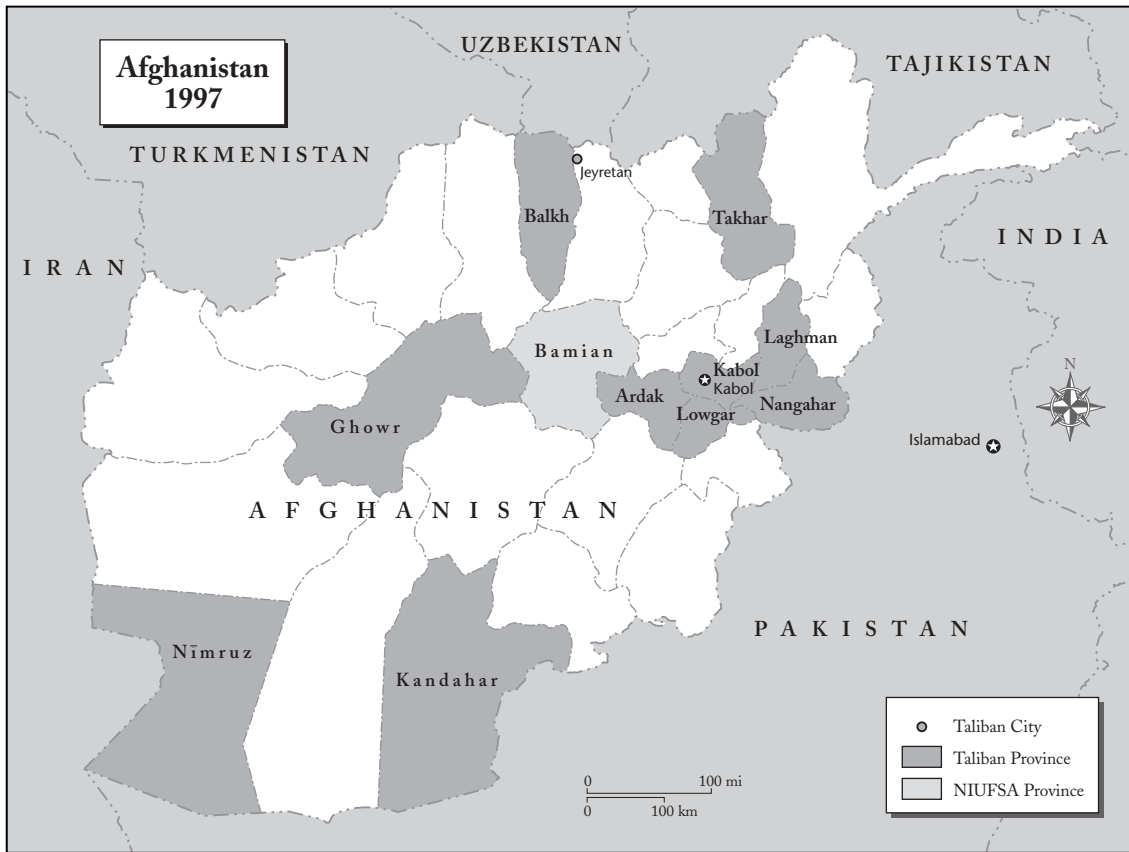 Afghanistan
1997
UZBEKISTAN
TAJIKISTAN
TURKMENISTAN
Jeyretan
Balkh
Takhar
INDIA
IRAN
Laghman
Bamian
Kabol
Kabol
Ardak
Nangahar
Lowgar
Ghowr
N
Islamabad
AFGHANISTAN
PAKISTAN
Nīmruz
Kandahar
Taliban City
Taliban Province
NIUFSA Province
0 100 mi
0 100 km